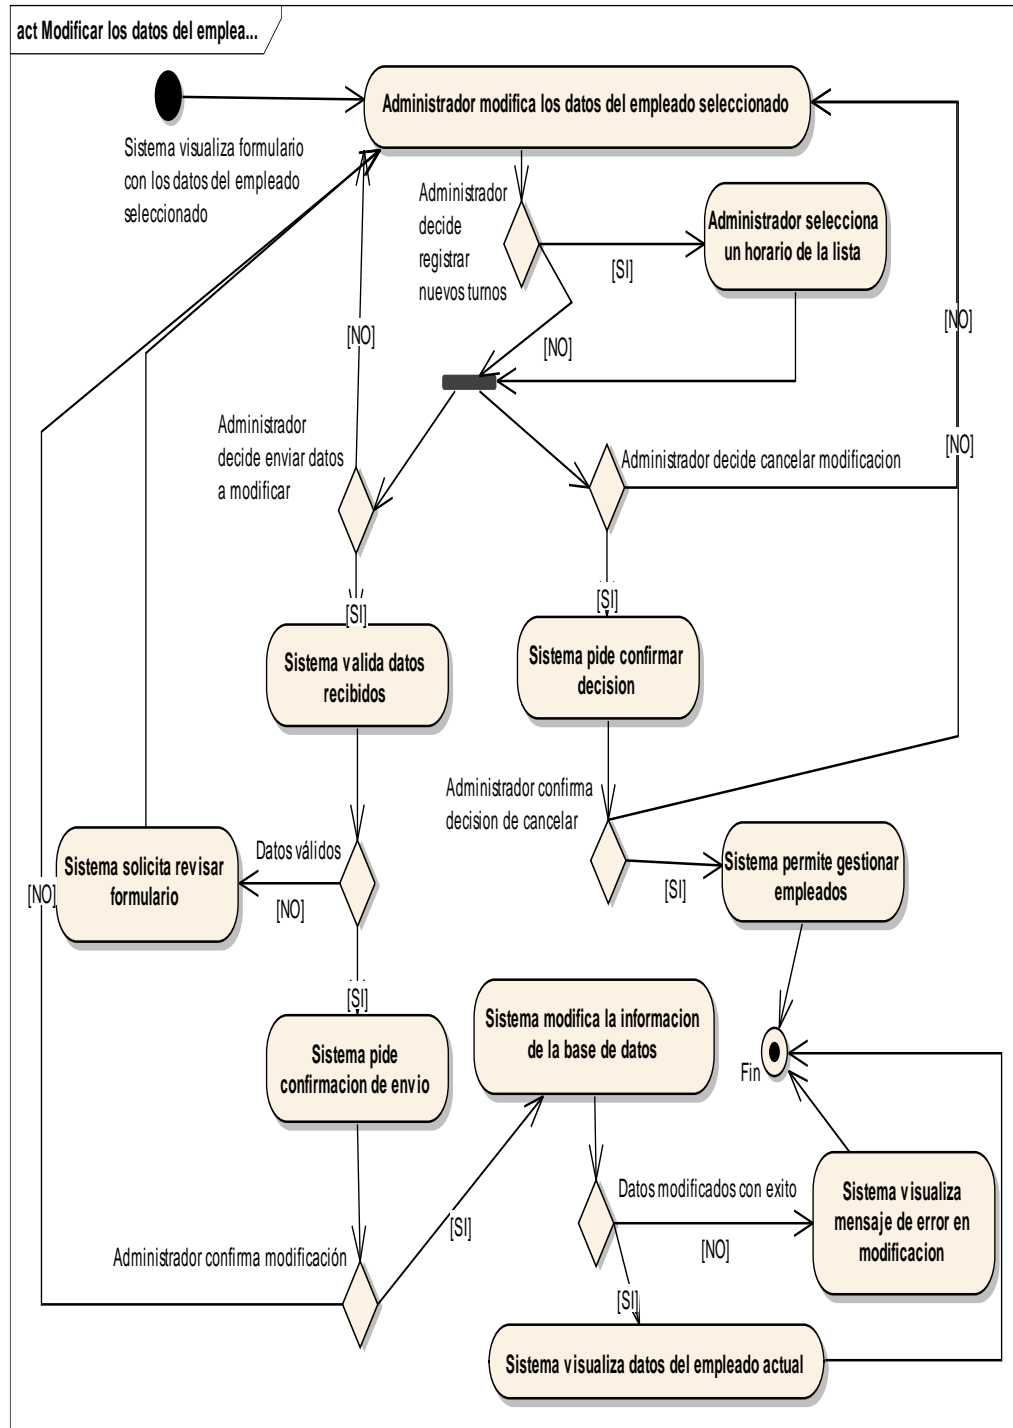 act Modificar los datos del emplea...
Administrador modifica los datos del empleado seleccionado
Sistema visualiza formulario
con los datos del empleado
seleccionado
Administrador
decide
registrar
nuevos turnos
Administrador selecciona
un horario de la lista
[SI]
[NO]
[NO]
[NO]
Administrador
decide enviar datos
a modificar
Administrador decide cancelar modificacion
[NO]
[SI]
[SI]
Sistema valida datos
recibidos
Sistema pide confirmar
decision
Administrador confirma
decision de cancelar
Datos válidos
Sistema solicita revisar
formulario
[NO]
[NO]
Sistema permite gestionar
empleados
[SI]
[SI]
Sistema pide
confirmacion de envio
Sistema modifica la informacion
de la base de datos
Fin
Datos modificados con exito
Sistema visualiza
mensaje de error en
modificacion
[SI]
[NO]
Administrador confirma modificación
[SI]
Sistema visualiza datos del empleado actual